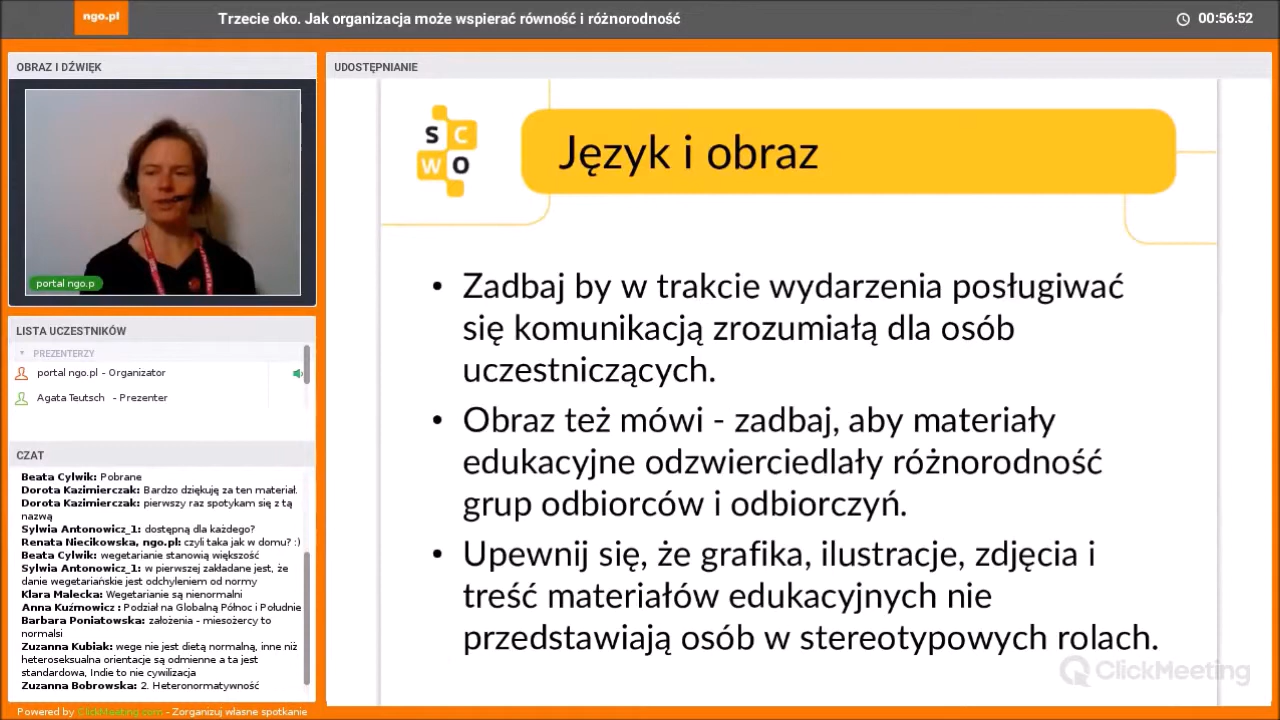 ngo.pl
Trzecie oko. Jak organizacja może wspierać równość i różnorodność
00:56:52
OBRAZ I DŹWIĘK
portal ngo.p
LISTA UCZESTNIKÓW
PREZENTERZY
portal ngo.pl - Organizator
Agata Teutsch - Prezenter
CZAT
Beata Cylwik: Pobrane
Dorota Kazimierczak: Bardzo dziękuję za ten materiał.
Dorota Kazimierczak: pierwszy raz spotykam się z tą
nazwą
Sylwia Antonowicz_1: dostępną dla każdego?
Renata Niecikowska, ngo.pl: czyli taka jak w domu? :)
Beata Cylwik: wegetarianie stanowią większość
Sylwia Antonowicz_1: w pierwszej zakładane jest, że
danie wegetariańskie jest odchyleniem od normy
Klara Malecka: Wegetarianie są nienormalni
Anna Kuźmowicz : Podział na Globalną Północ i Południe
Barbara Poniatowska: założenia - miesożercy to
normalsi
Zuzanna Kubiak: wege nie jest dietą normalną, inne niż
heteroseksualna orientacje są odmienne a ta jest
standardowa, Indie to nie cywilizacja
Zuzanna Bobrowska: 2. Heteronormatywność
Powered by ClickMeeting.com - Zorganizuj własne spotkanie
UDOSTĘPNIANIE
S C
W O
Język i obraz
• Zadbaj by w trakcie wydarzenia posługiwać
się komunikacją zrozumiałą dla osób
uczestniczących.
• Obraz też mówi - zadbaj, aby materiały
edukacyjne odzwierciedlały różnorodność
grup odbiorców i odbiorczyń.
• Upewnij się, że grafika, ilustracje, zdjęcia i
treść materiałów edukacyjnych nie
przedstawiają osób w stereotypowych rolach.
ClickMeeting